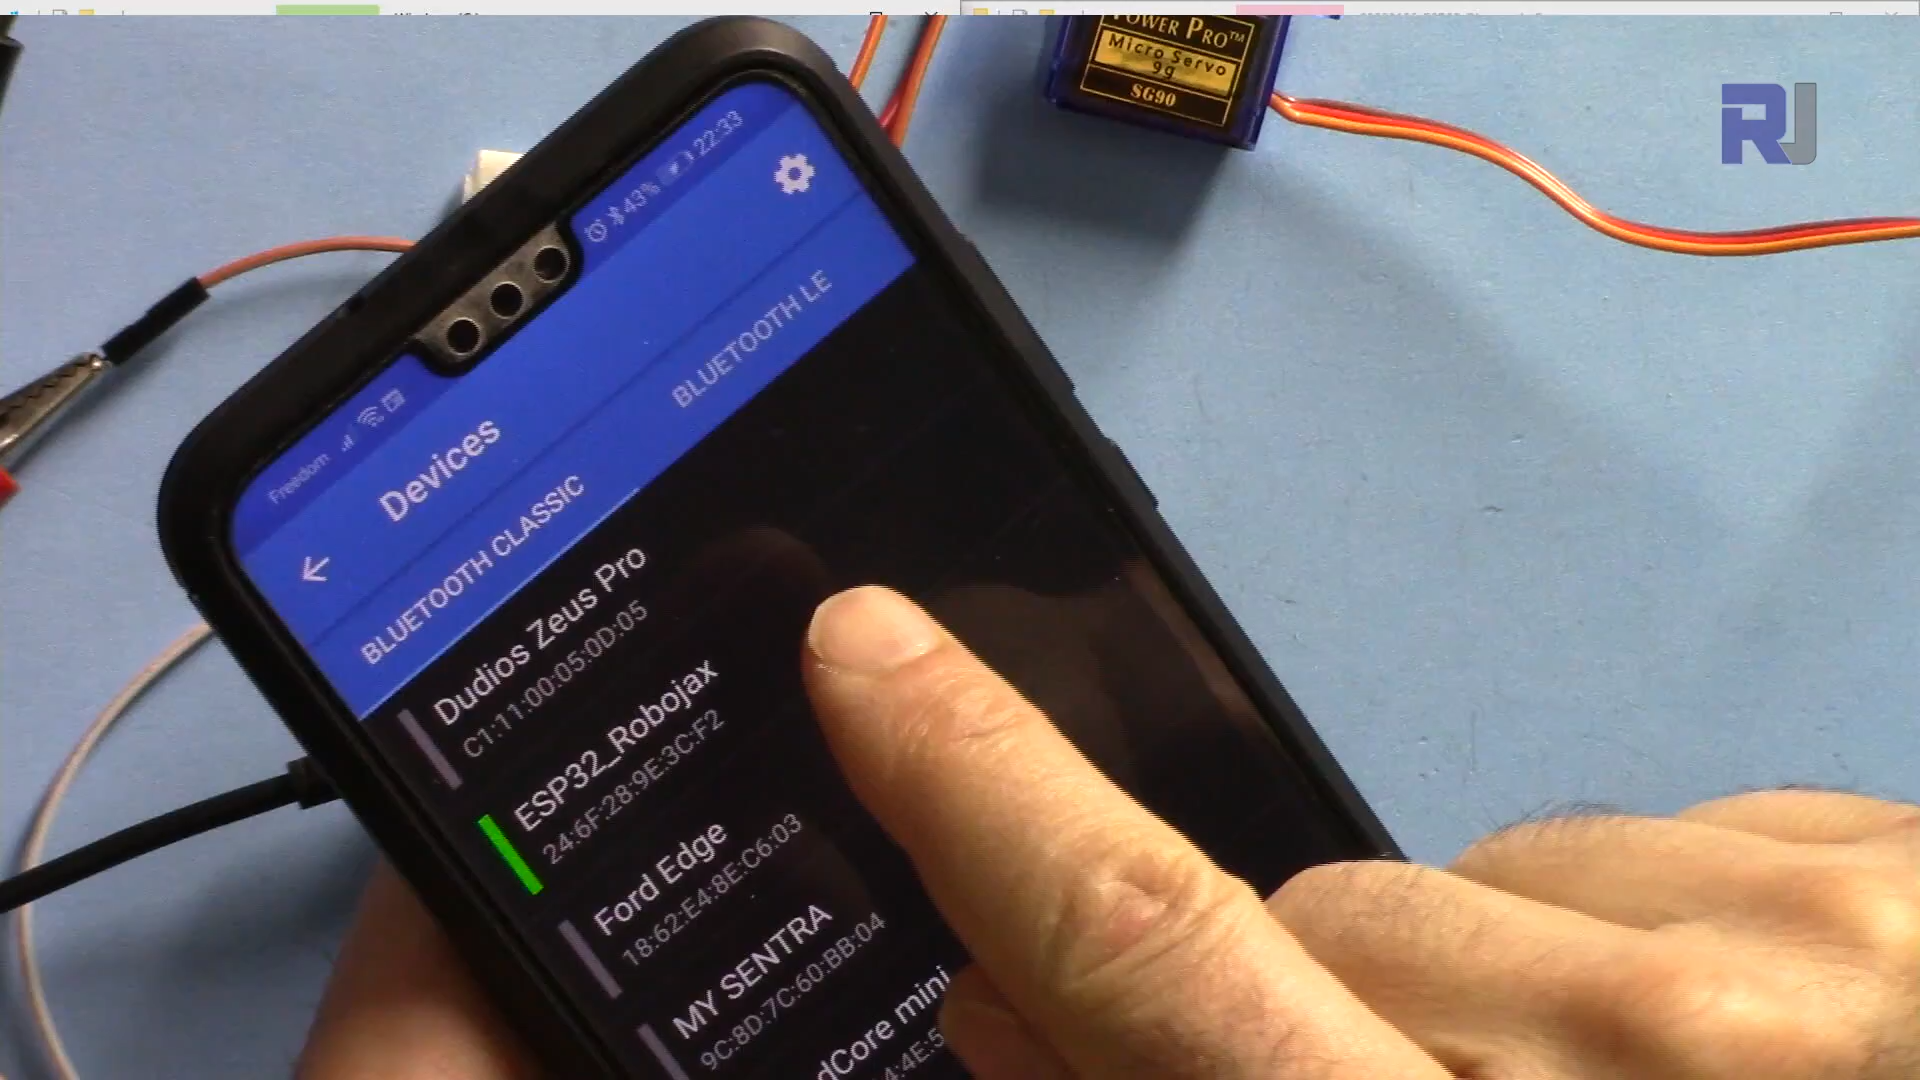 POWER PRO™
Micro Servo
9g
SG90
RJ
Freedom
43%
22:33
Devices
BLUETOOTH CLASSIC
BLUETOOTH LE
Dudios Zeus Pro
C1:11:00:05:0D:05
ESP32_Robojax
24:6F:28:9E:3C:F2
Ford Edge
18:62:E4:8E:C6:03
MY SENTRA
9C:8D:7C:60:BB:04
dCore mini